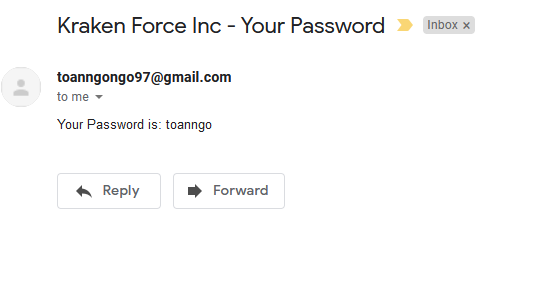 Kraken Force Inc - Your Password Inbox ×
toanngongo97@gmail.com
to me
Your Password is: toanngo
Reply Forward